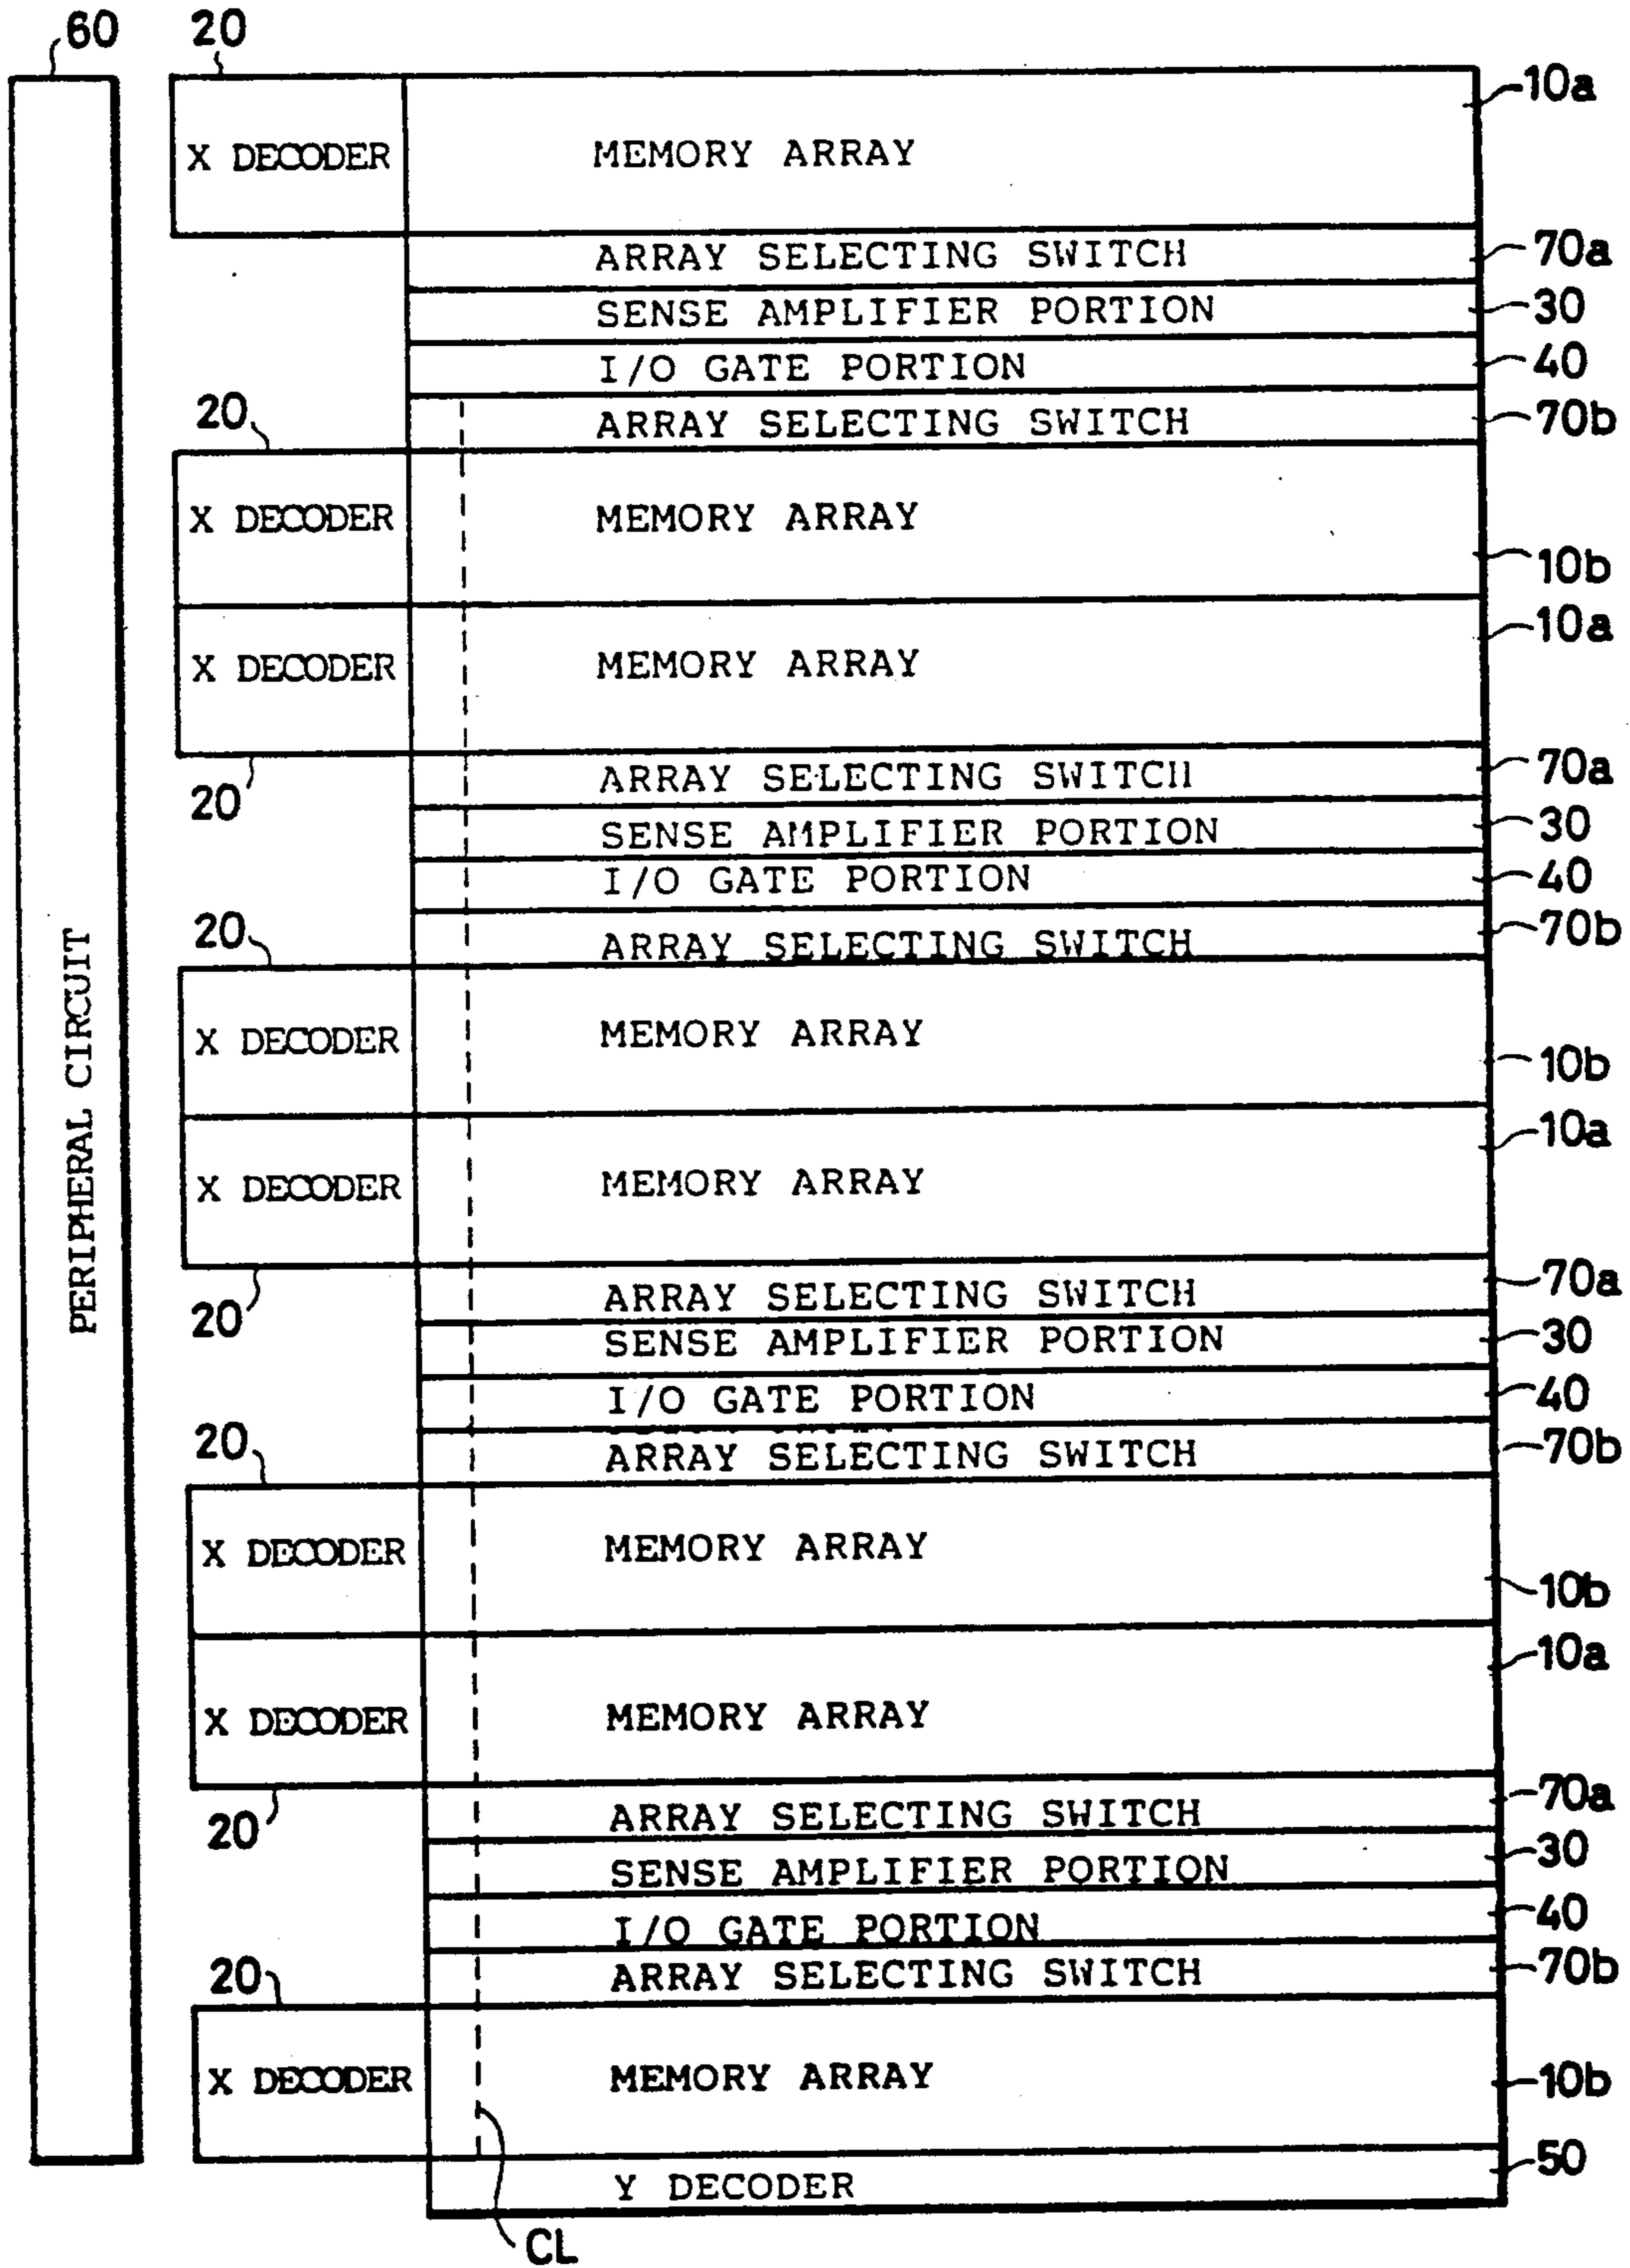 60 20
10a
X DECODER MEMORY ARRAY
ARRAY SELECTING SWITCH 70a
SENSE AMPLIFIER PORTION 30
I/O GATE PORTION 40
20 ARRAY SELECTING SWITCH 70b
X DECODER MEMORY ARRAY
10b
10a
X DECODER MEMORY ARRAY
20 ARRAY SELECTING SWITCH 70a
SENSE AMPLIFIER PORTION 30
I/O GATE PORTION 40
20 ARRAY SELECTING SWITCH 70b
X DECODER MEMORY ARRAY
10b
PERIPHERAL CIRCUIT
10a
X DECODER MEMORY ARRAY
20 ARRAY SELECTING SWITCH 70a
SENSE AMPLIFIER PORTION 30
I/O GATE PORTION 40
20 ARRAY SELECTING SWITCH 70b
X DECODER MEMORY ARRAY
10b
10a
X DECODER MEMORY ARRAY
20 ARRAY SELECTING SWITCH 70a
SENSE AMPLIFIER PORTION 30
I/O GATE PORTION 40
20 ARRAY SELECTING SWITCH 70b
X DECODER MEMORY ARRAY 10b
Y DECODER 50
CL